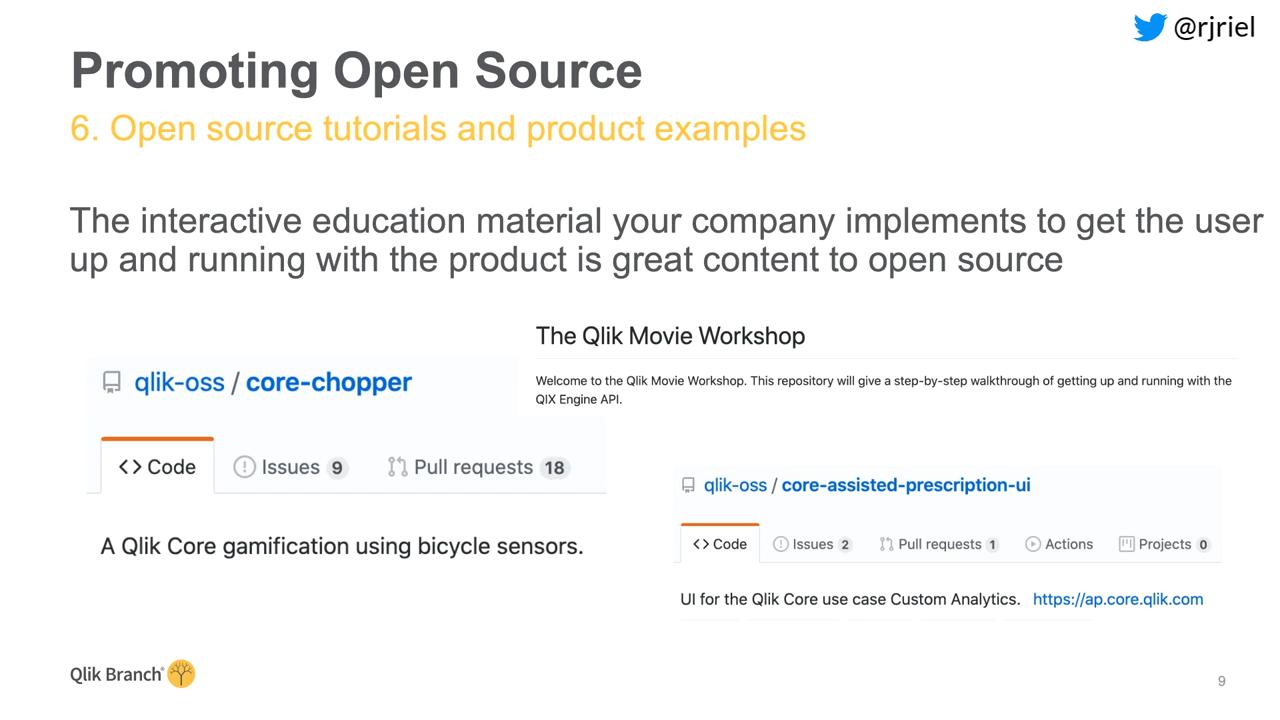 @rjriel
Promoting Open Source
6. Open source tutorials and product examples
The interactive education material your company implements to get the user
up and running with the product is great content to open source
The Qlik Movie Workshop
Welcome to the Qlik Movie Workshop. This repository will give a step-by-step walkthrough of getting up and running with the
QIX Engine API.
qlik-oss / core-chopper
<> Code Issues 9 Pull requests 18
A Qlik Core gamification using bicycle sensors.
qlik-oss / core-assisted-prescription-ui
<> Code Issues 2 Pull requests 1 Actions Projects 0
UI for the Qlik Core use case Custom Analytics. https://ap.core.qlik.com
Qlik Branch®
9